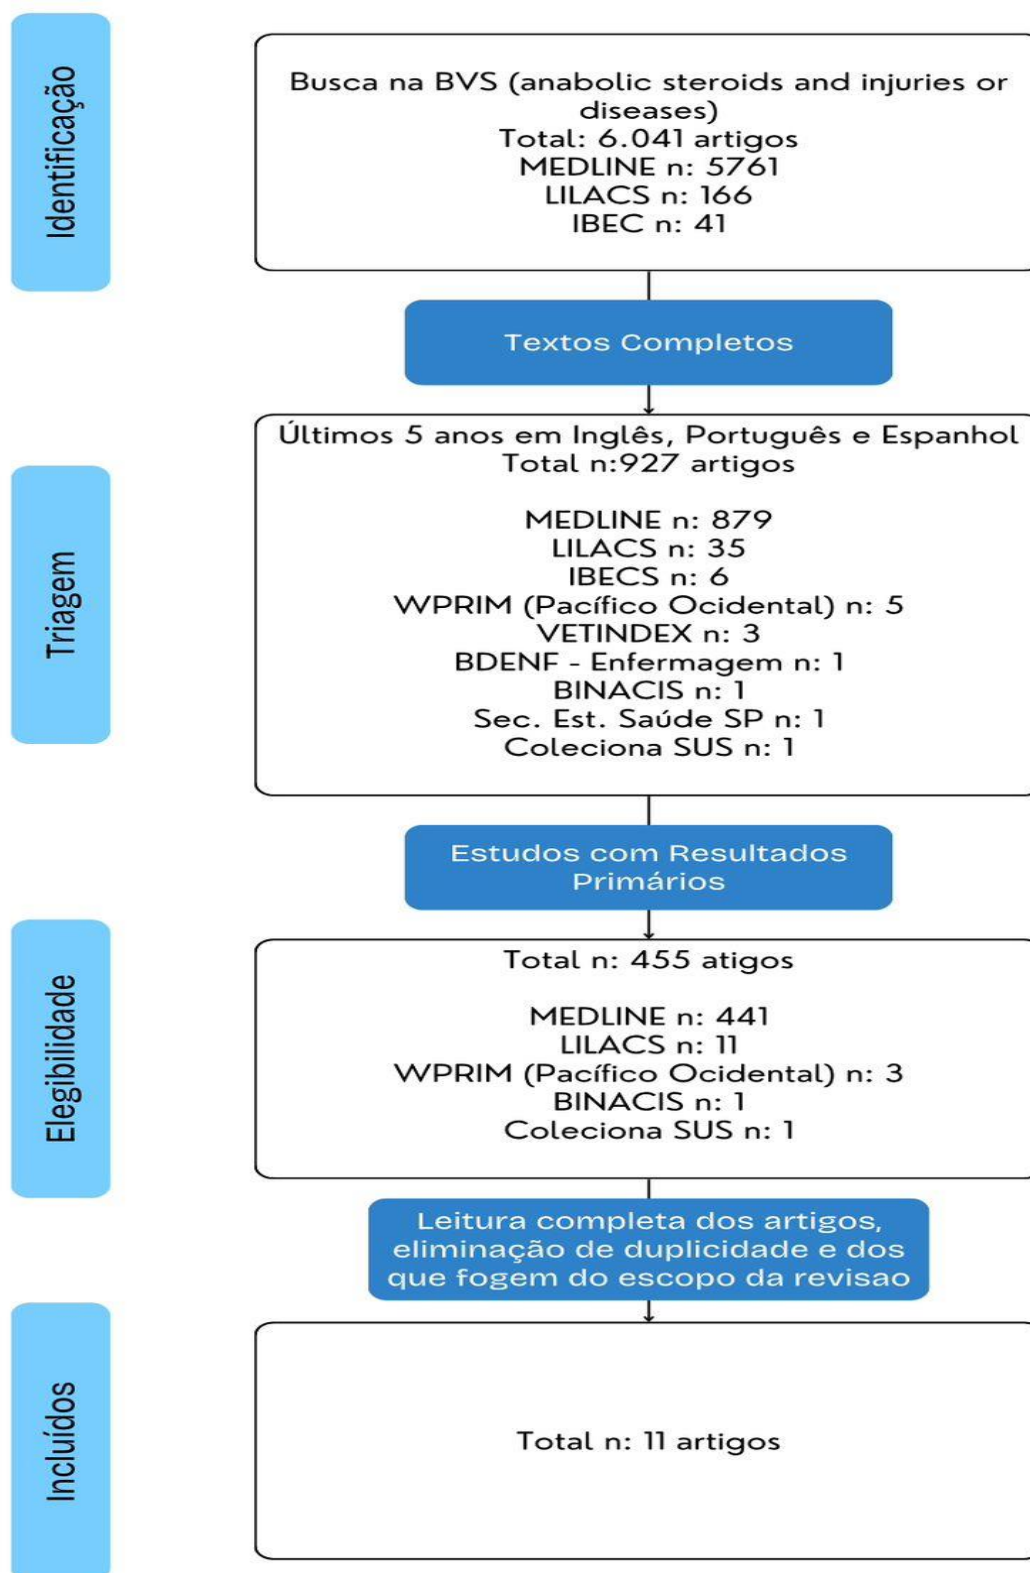 Identificação
Busca na BVS (anabolic steroids and injuries or
diseases)
Total: 6.041 artigos
MEDLINE n: 5761
LILACS n: 166
IBEC n: 41
Textos Completos
Triagem
Últimos 5 anos em Inglês, Português e Espanhol
Total n:927 artigos
MEDLINE n: 879
LILACS n: 35
IBECS n: 6
WPRIM (Pacífico Ocidental) n: 5
VETINDEX n: 3
BDENF - Enfermagem n: 1
BINACIS n: 1
Sec. Est. Saúde SP n: 1
Coleciona SUS n: 1
Estudos com Resultados
Primários
Elegibilidade
Total n: 455 atigos
MEDLINE n: 441
LILACS n: 11
WPRIM (Pacífico Ocidental) n: 3
BINACIS n: 1
Coleciona SUS n: 1
Leitura completa dos artigos,
eliminação de duplicidade e dos
que fogem do escopo da revisao
Incluídos
Total n: 11 artigos